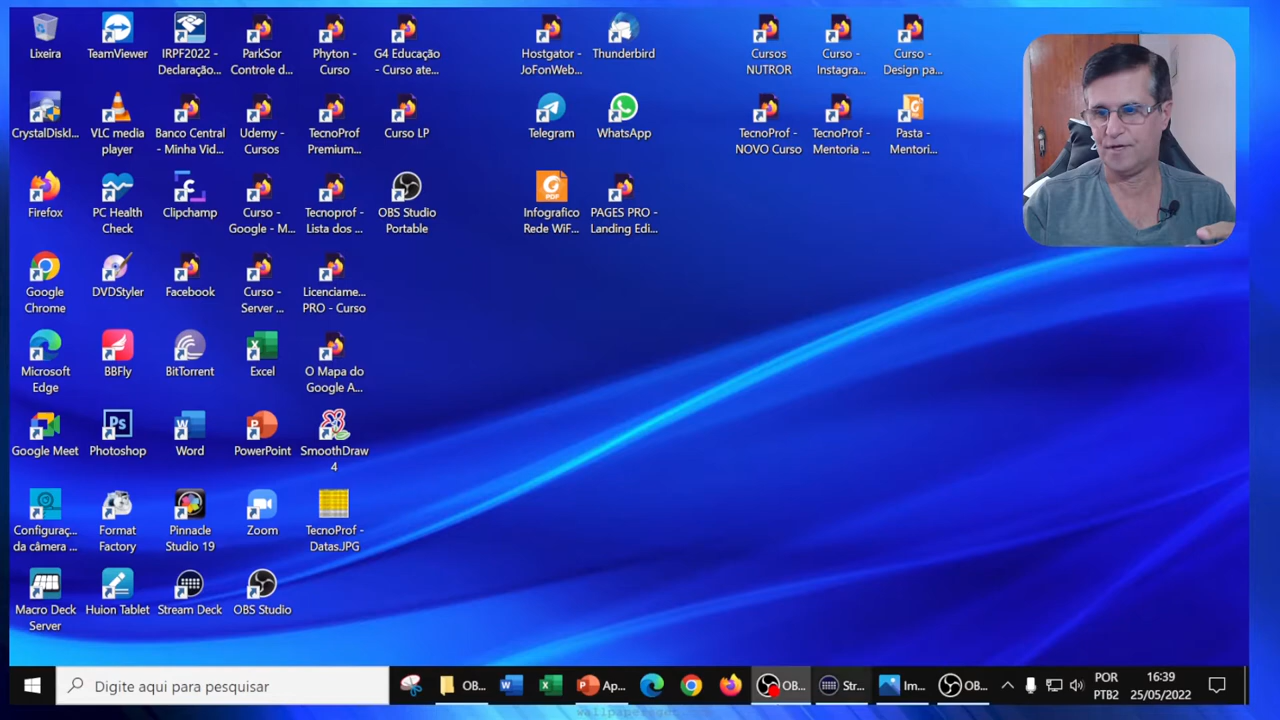 Lixeira
TeamViewer
IRPF2022 -
Declaração...
ParkSor
Controle d...
Phyton -
Curso
G4 Educação
- Curso ate...
Hostgator -
JoFonWeb...
Thunderbird
Cursos
NUTROR
Curso -
Instagra...
Curso -
Design pa...
CrystalDiskI...
VLC media
player
Banco Central
- Minha Vid...
Udemy -
Cursos
TecnoProf
Premium...
Curso LP
Telegram
WhatsApp
TecnoProf -
NOVO Curso
TecnoProf -
Mentoria ...
Pasta -
Mentori...
Firefox
PC Health
Check
Clipchamp
Curso -
Google - M...
Tecnoprof -
Lista dos ...
OBS Studio
Portable
Infografico
Rede WiF...
PAGES PRO -
Landing Edi...
Google
Chrome
DVDStyler
Facebook
Curso -
Server ...
Licenciame...
PRO - Curso
Microsoft
Edge
BBFly
BitTorrent
Excel
O Mapa do
Google A...
Google Meet
Photoshop
Word
PowerPoint
SmoothDraw
4
Configuraç...
da câmera ...
Format
Factory
Pinnacle
Studio 19
Zoom
TecnoProf -
Datas.JPG
Macro Deck
Server
Huion Tablet
Stream Deck
OBS Studio
Digite aqui para pesquisar
OB...
Ap...
OB...
Str...
Im...
OB...
POR
PTB2
16:39
25/05/2022